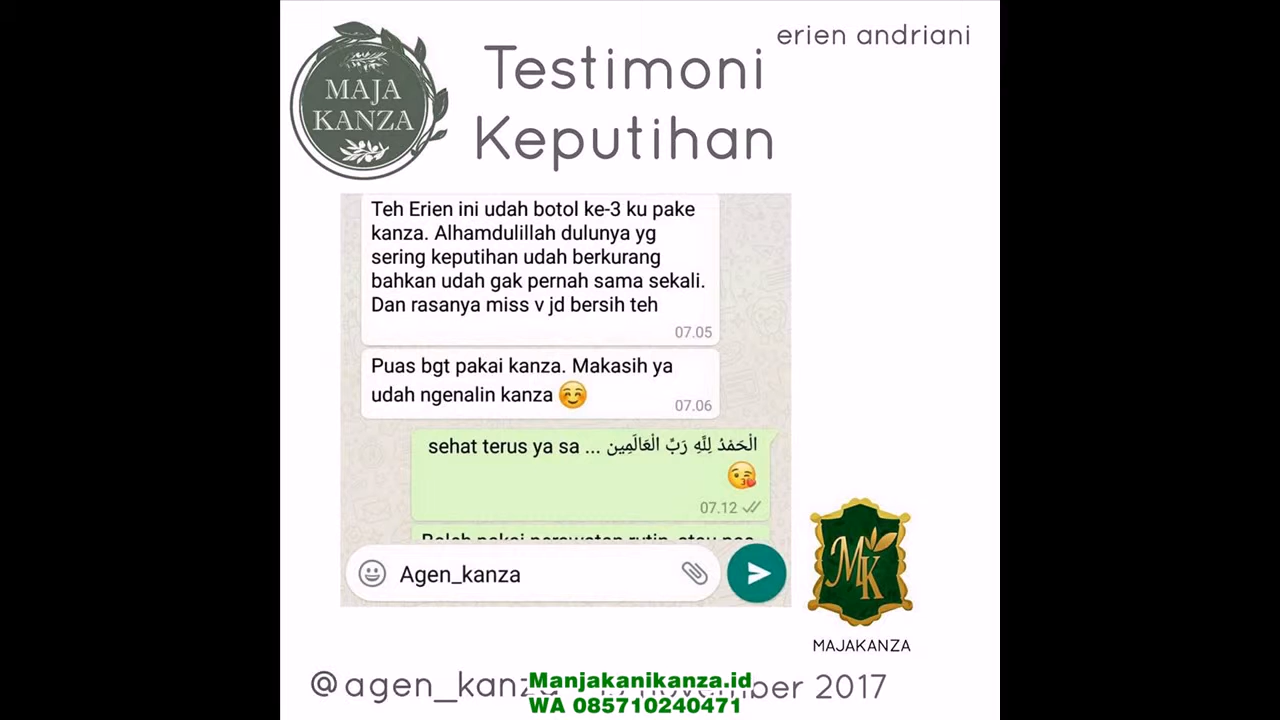 erien andriani
Testimoni
Keputihan
MAJA
KANZA
Teh Erien ini udah botol ke-3 ku pake
kanza. Alhamdulillah dulunya yg
sering keputihan udah berkurang
bahkan udah gak pernah sama sekali.
Dan rasanya miss v jd bersih teh
07.05
Puas bgt pakai kanza. Makasih ya
udah ngenalin kanza
07.06
sehat terus ya sa ... الْحَمْدُ لِلَّهِ رَبِّ الْعَالَمِين
07.12
Agen_kanza
MK
MAJAKANZA
@agen_kanza november 2017
Manjakanikanza.id
WA 085710240471